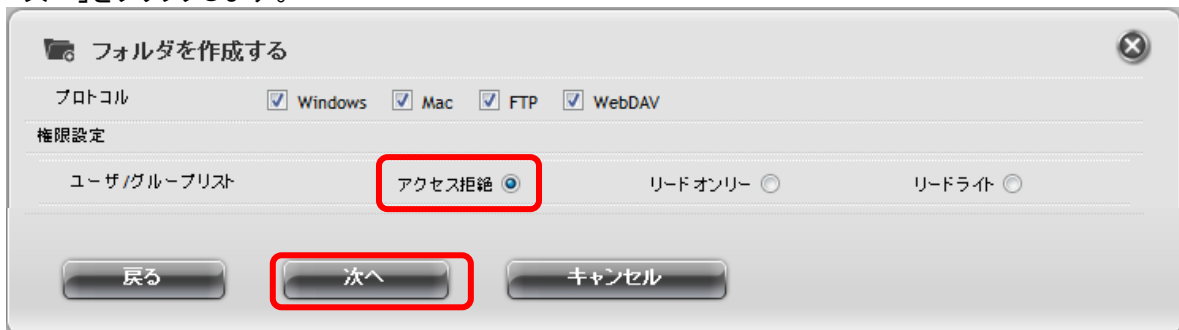 フォルダを作成する
プロトコル Windows Mac FTP WebDAV
権限設定
ユーザ/グループリスト アクセス拒絶 リードオンリー リードライト
戻る 次へ キャンセル